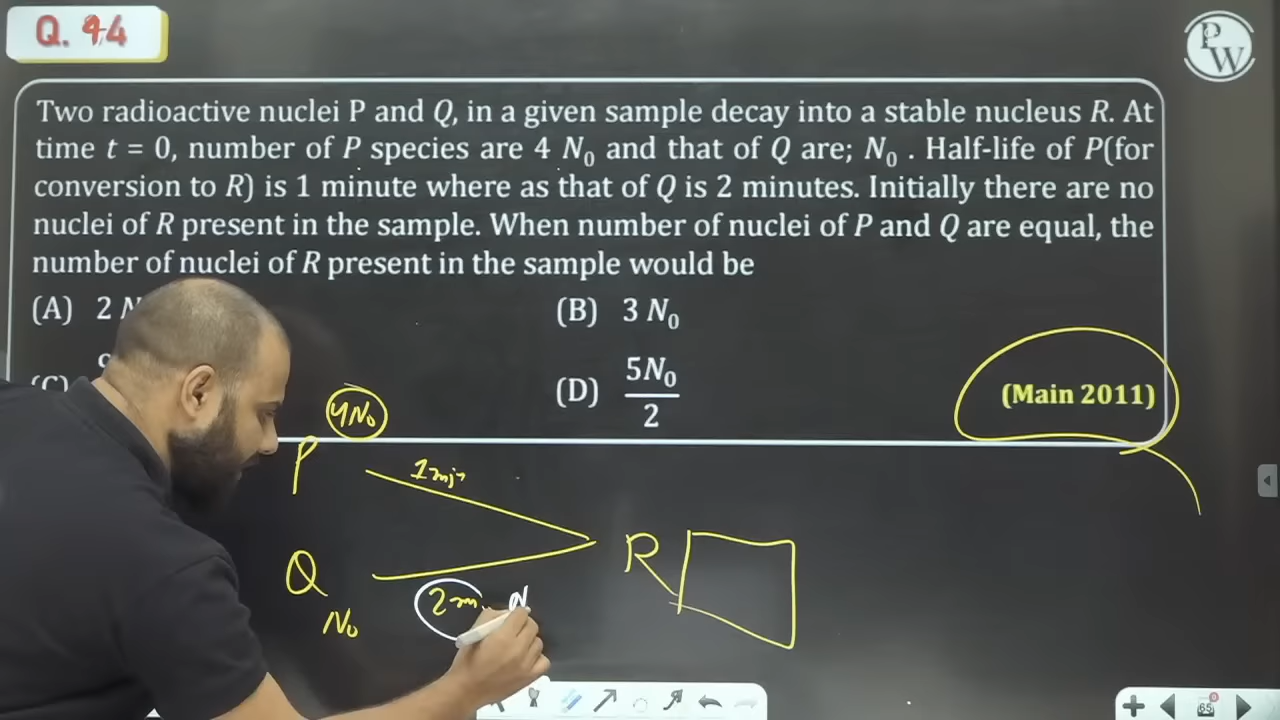 Q. 94
PW
Two radioactive nuclei P and Q, in a given sample decay into a stable nucleus R. At
time t = 0, number of P species are 4 N₀ and that of Q are; N₀ . Half-life of P(for
conversion to R) is 1 minute where as that of Q is 2 minutes. Initially there are no
nuclei of R present in the sample. When number of nuclei of P and Q are equal, the
number of nuclei of R present in the sample would be
(A) 2 N
(B) 3 N₀
(C)
(D) 5N₀/2
(Main 2011)
4N₀
P
1min
Q
R
2m
N
N₀
65